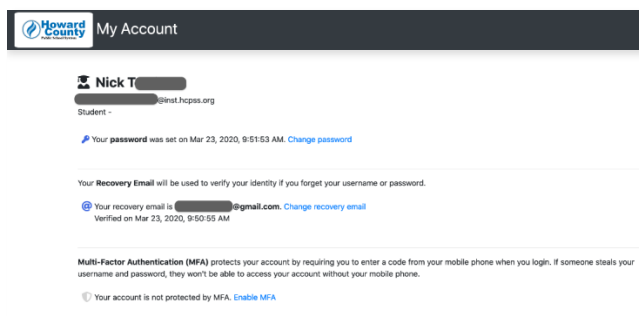 Howard County
Public School System
My Account
Nick T
@inst.hcpss.org
Student -
Your password was set on Mar 23, 2020, 9:51:53 AM. Change password
Your Recovery Email will be used to verify your identity if you forget your username or password.
@ Your recovery email is @gmail.com. Change recovery email
Verified on Mar 23, 2020, 9:50:55 AM
Multi-Factor Authentication (MFA) protects your account by requiring you to enter a code from your mobile phone when you login. If someone steals your
username and password, they won't be able to access your account without your mobile phone.
Your account is not protected by MFA. Enable MFA